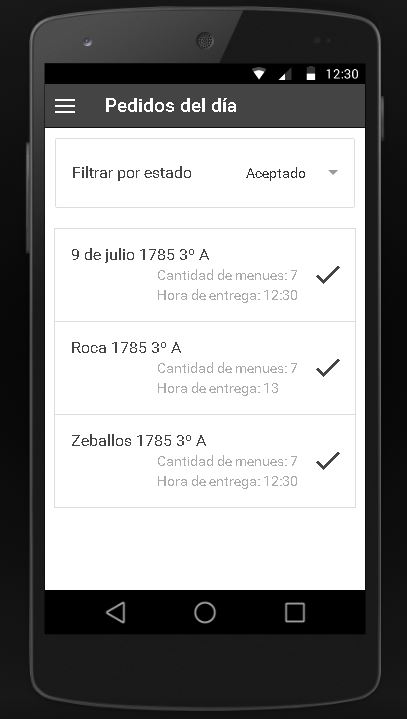 12:30
Pedidos del día
Filtrar por estado Aceptado
9 de julio 1785 3º A
Cantidad de menues: 7
Hora de entrega: 12:30
Roca 1785 3º A
Cantidad de menues: 7
Hora de entrega: 13
Zeballos 1785 3º A
Cantidad de menues: 7
Hora de entrega: 12:30